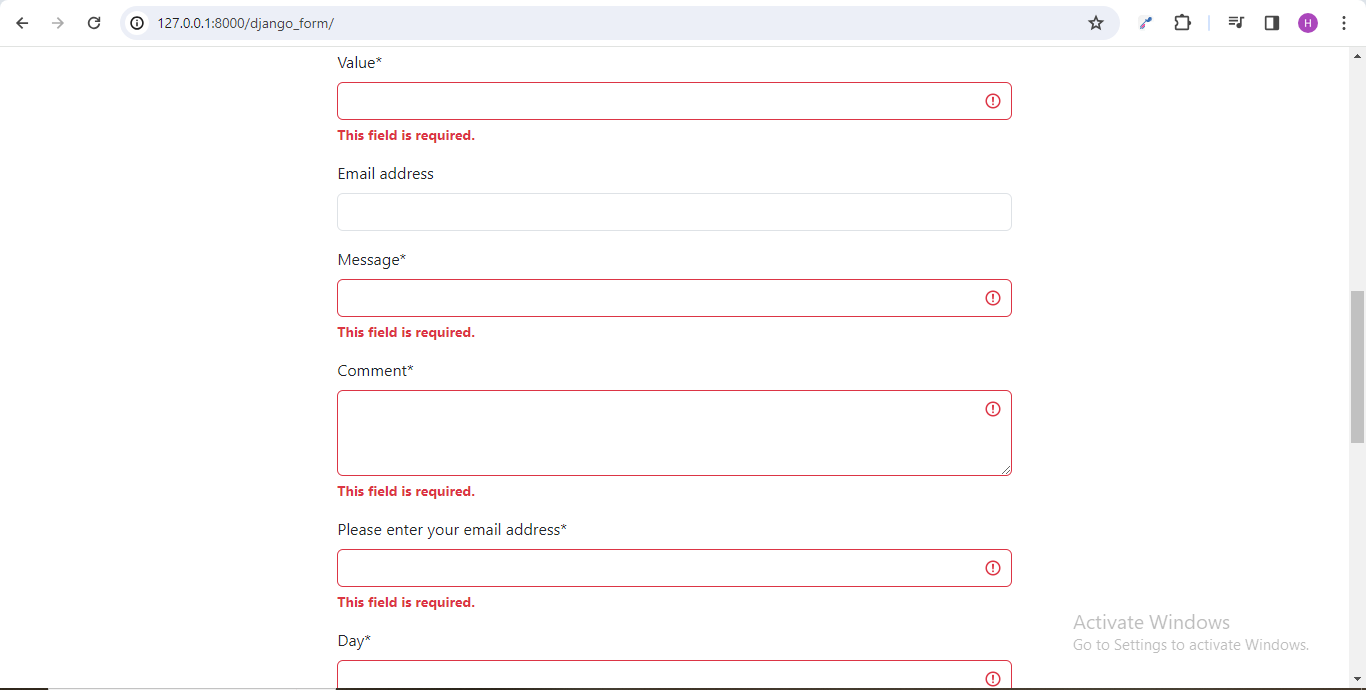 127.0.0.1:8000/django_form/
H
Value*
This field is required.
Email address
Message*
This field is required.
Comment*
This field is required.
Please enter your email address*
This field is required.
Day*
Activate Windows
Go to Settings to activate Windows.